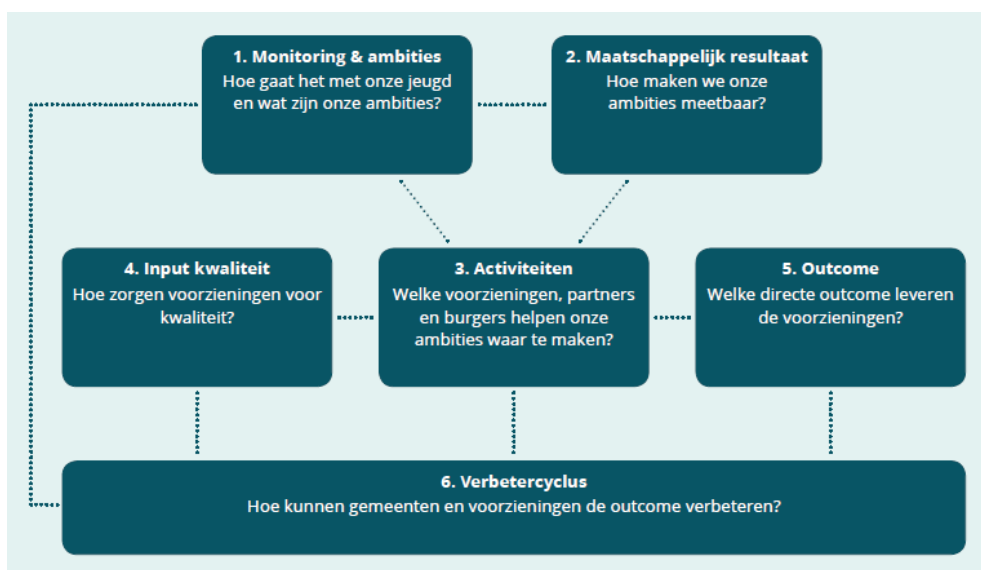 1. Monitoring & ambities
Hoe gaat het met onze jeugd
en wat zijn onze ambities?
2. Maatschappelijk resultaat
Hoe maken we onze
ambities meetbaar?
4. Input kwaliteit
Hoe zorgen voorzieningen voor
kwaliteit?
3. Activiteiten
Welke voorzieningen, partners
en burgers helpen onze
ambities waar te maken?
5. Outcome
Welke directe outcome leveren
de voorzieningen?
6. Verbetercyclus
Hoe kunnen gemeenten en voorzieningen de outcome verbeteren?